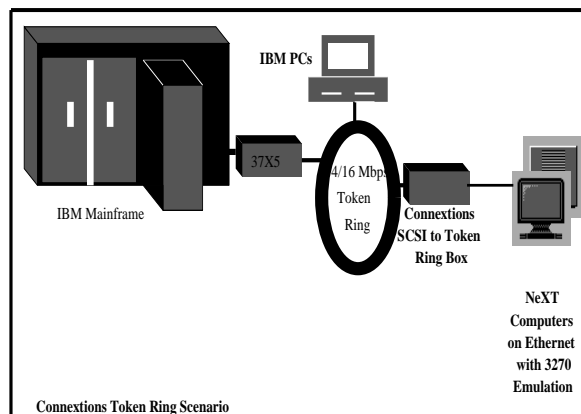 IBM PCs
37X5
4/16 Mbps
Token
Ring
IBM Mainframe
Connextions
SCSI to Token
Ring Box
NeXT
Computers
on Ethernet
with 3270
Emulation
Connextions Token Ring Scenario